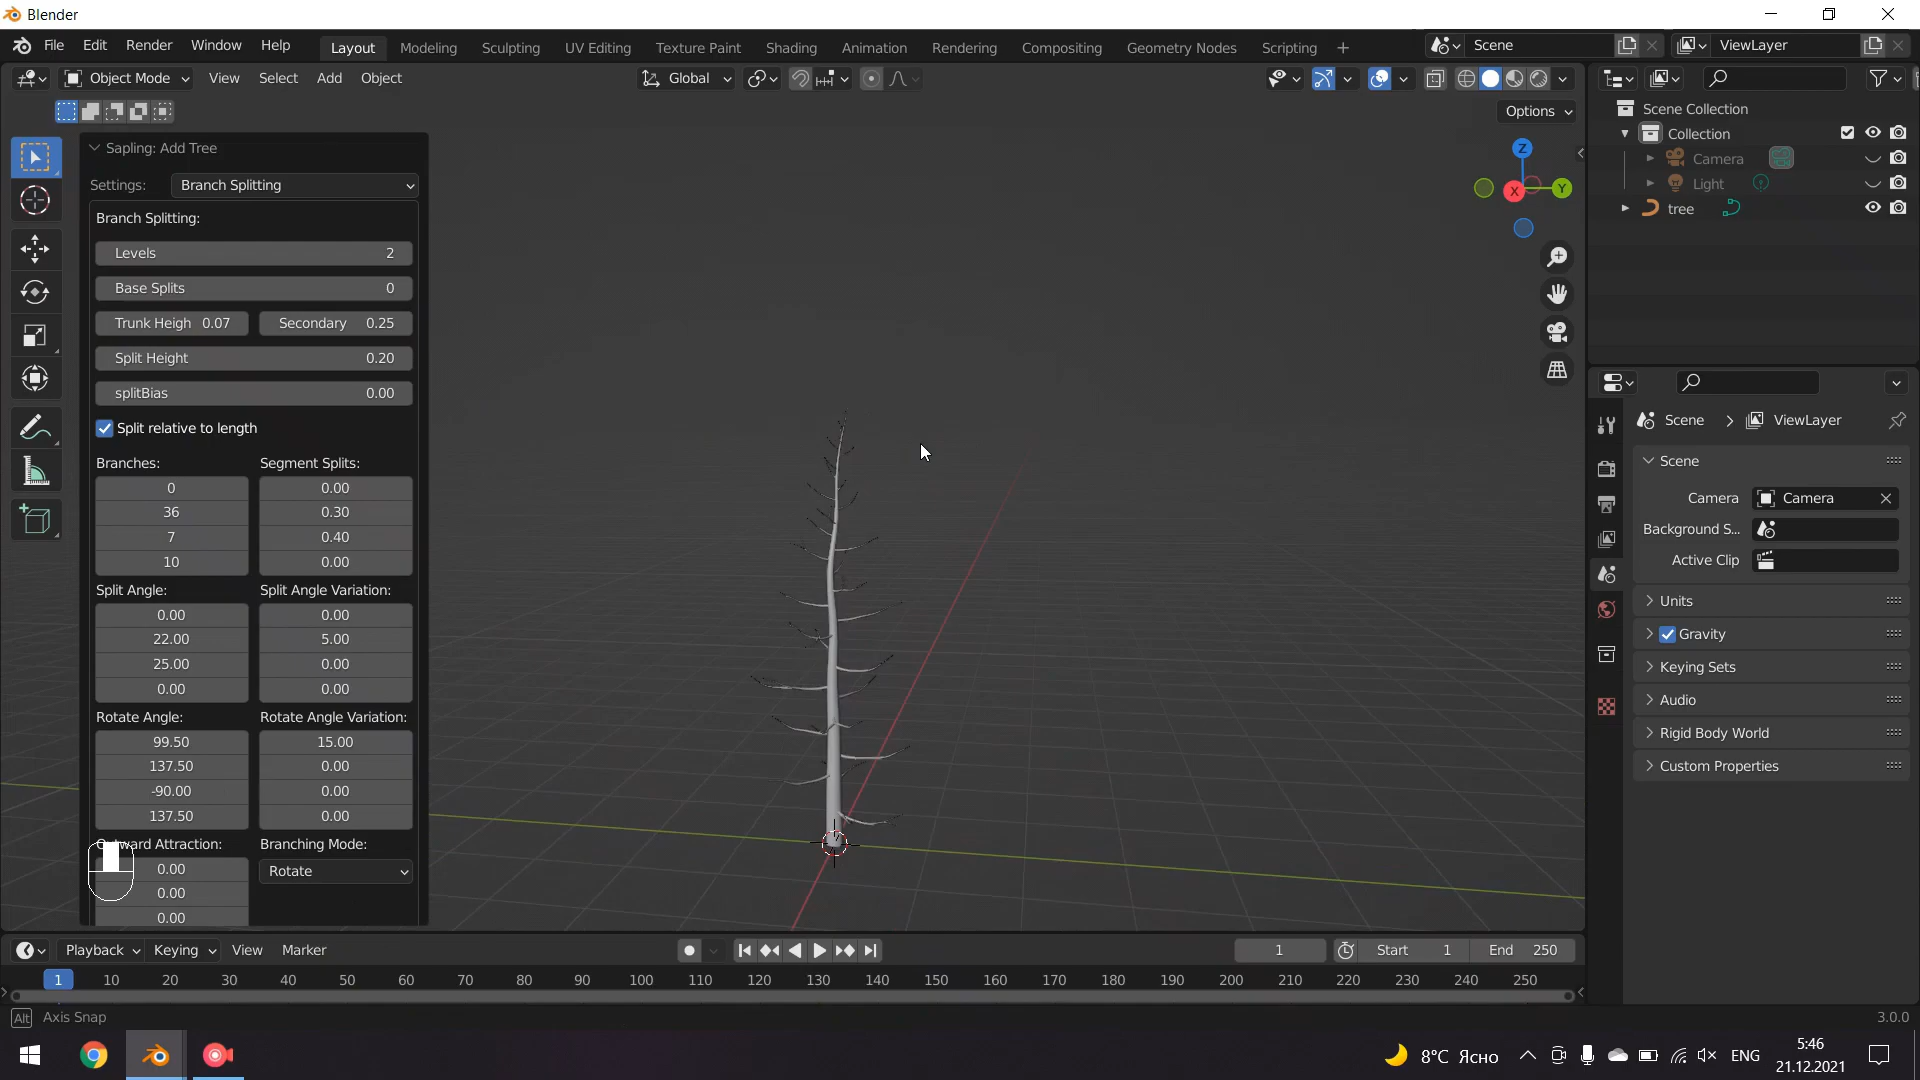 Blender
File Edit Render Window Help Layout Modeling Sculpting UV Editing Texture Paint Shading Animation Rendering Compositing Geometry Nodes Scripting + Scene ViewLayer
Object Mode View Select Add Object Global
Options
Sapling: Add Tree
Settings: Branch Splitting
Branch Splitting:
Levels 2
Base Splits 0
Trunk Heigh 0.07 Secondary 0.25
Split Height 0.20
splitBias 0.00
Split relative to length
Branches: Segment Splits:
0 0.00
36 0.30
7 0.40
10 0.00
Split Angle: Split Angle Variation:
0.00 0.00
22.00 5.00
25.00 0.00
0.00 0.00
Rotate Angle: Rotate Angle Variation:
99.50 15.00
137.50 0.00
-90.00 0.00
137.50 0.00
Outward Attraction: Branching Mode:
0.00 Rotate
0.00
0.00
Z
X Y
Scene Collection
Collection
Camera
Light
tree
Scene > ViewLayer
Scene
Camera Camera
Background S...
Active Clip
Units
Gravity
Keying Sets
Audio
Rigid Body World
Custom Properties
Playback Keying View Marker 1 Start 1 End 250
1 10 20 30 40 50 60 70 80 90 100 110 120 130 140 150 160 170 180 190 200 210 220 230 240 250
Alt Axis Snap 3.0.0
8°C Ясно ENG 5:46
21.12.2021